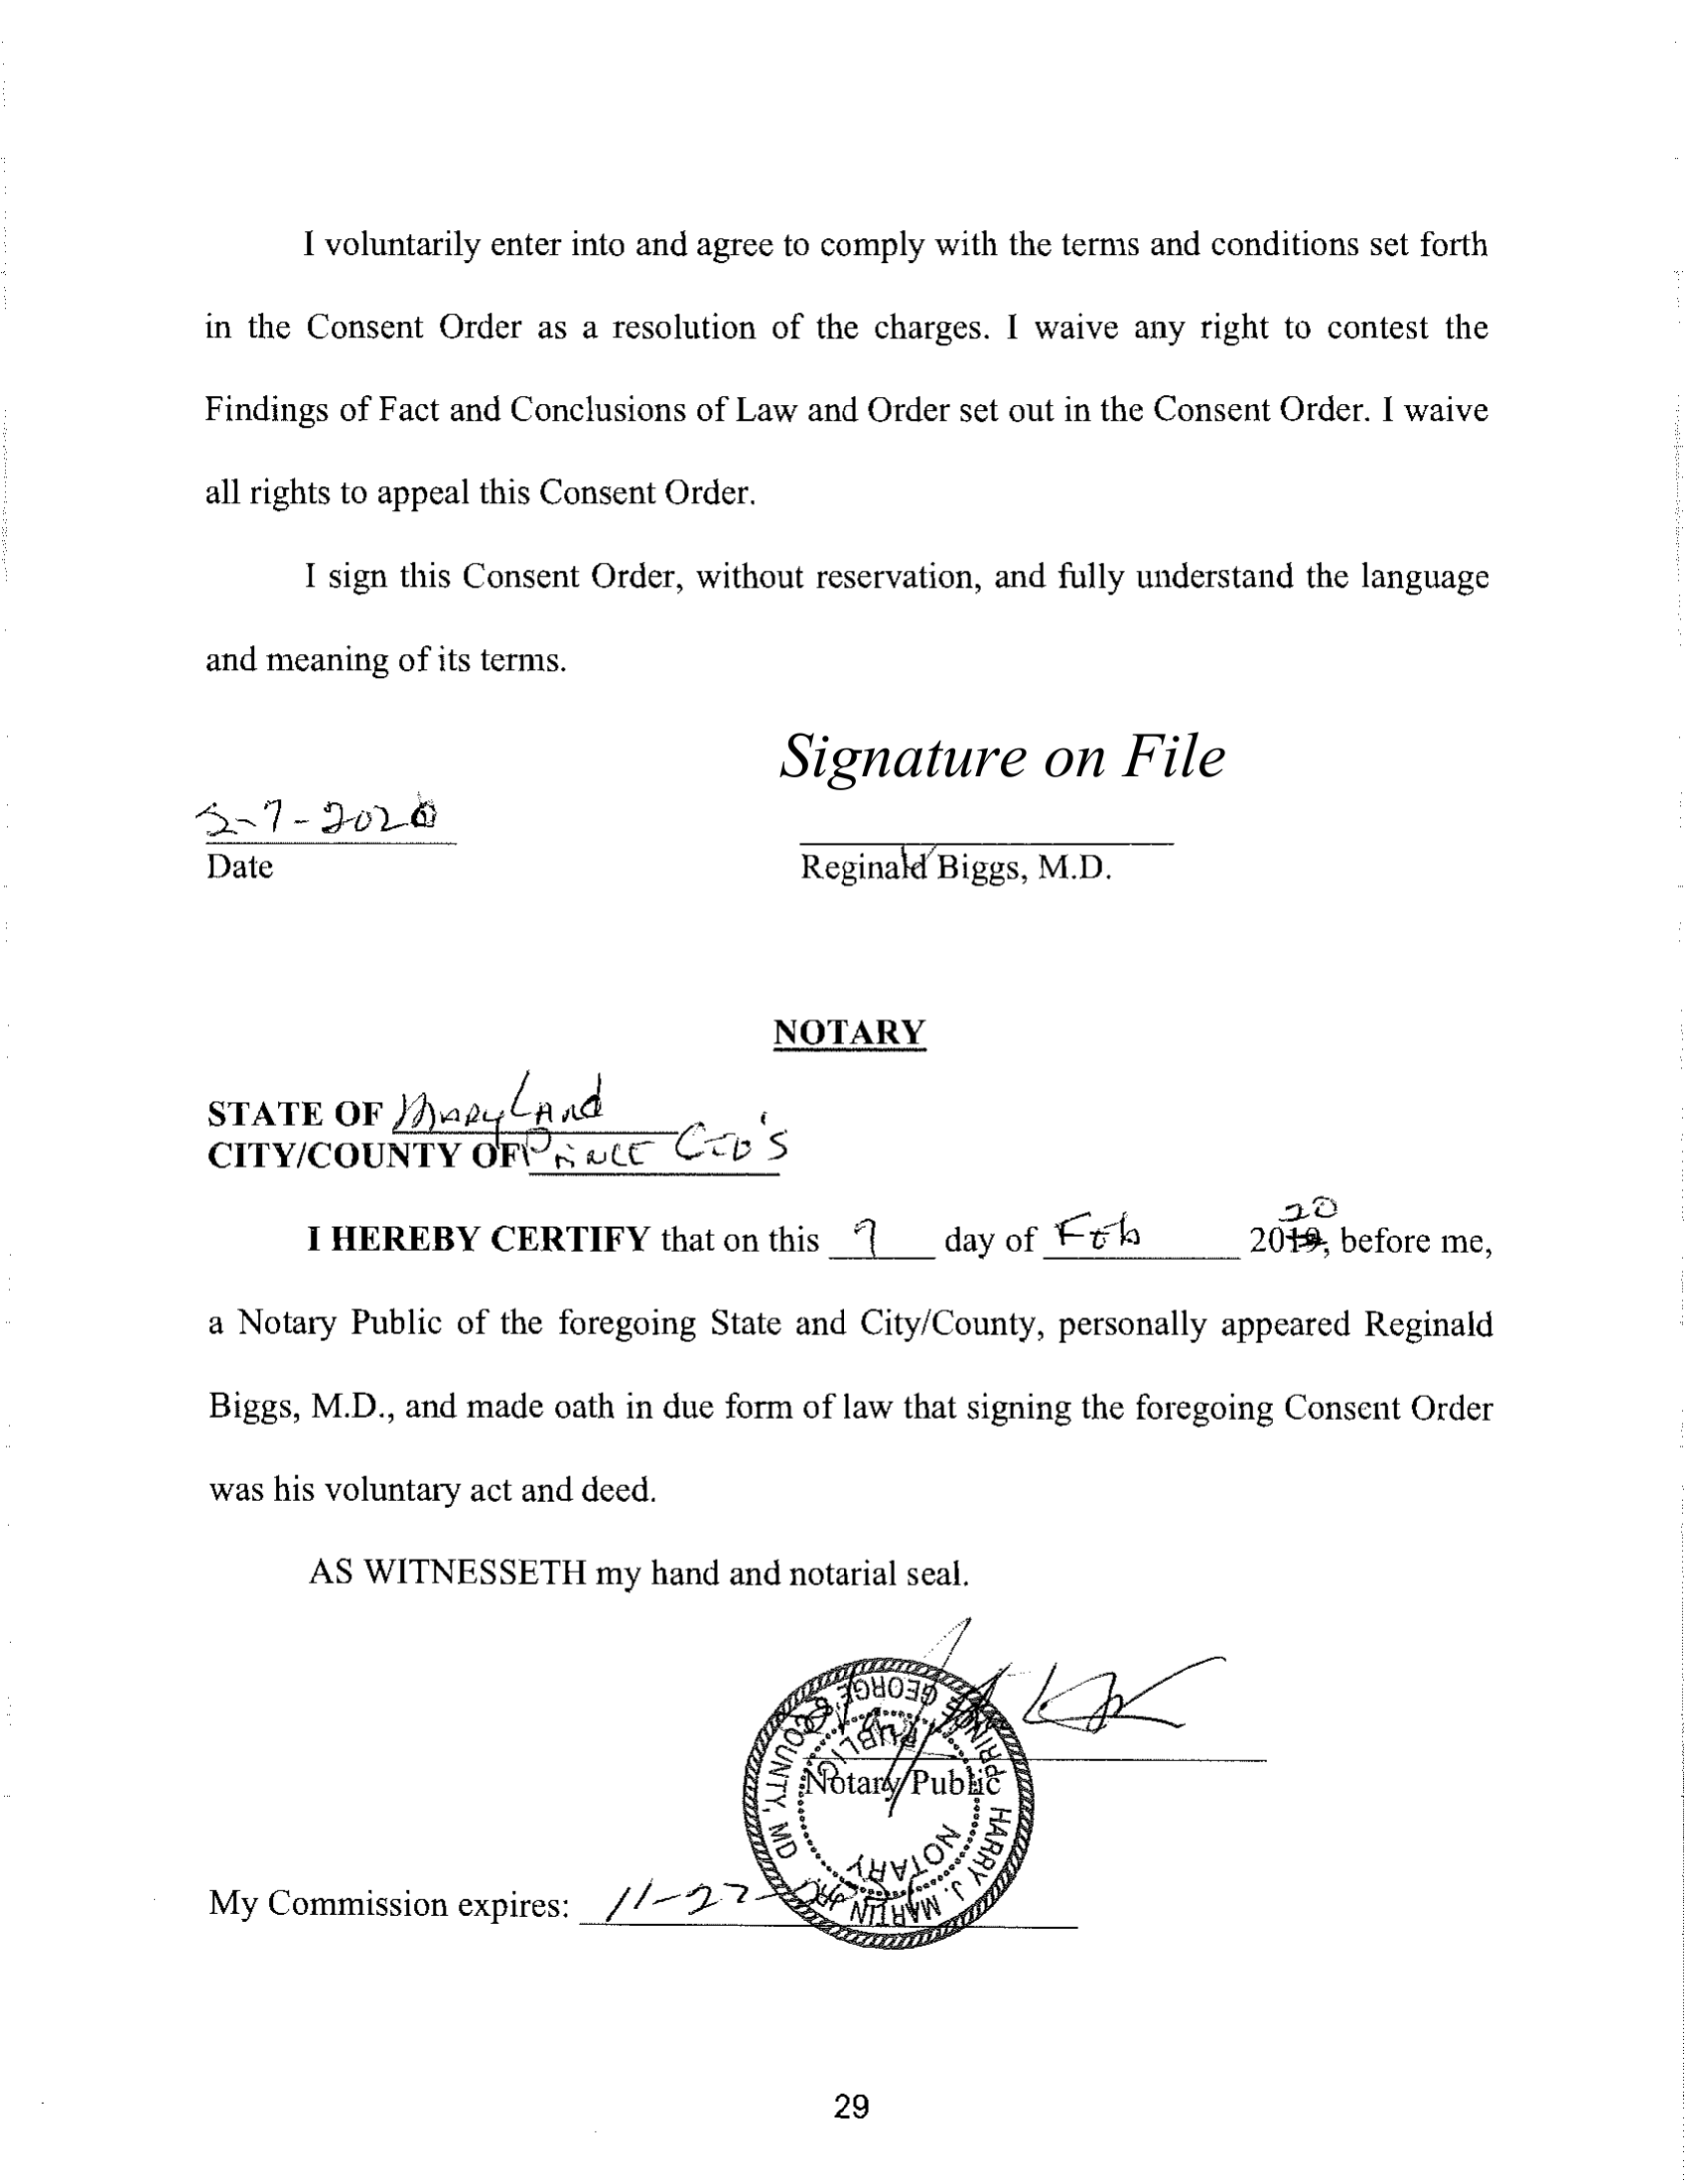 I voluntarily enter into and agree to comply with the terms and conditions set forth
in the Consent Order as a resolution of the charges. I waive any right to contest the
Findings of Fact and Conclusions of Law and Order set out in the Consent Order. I waive
all rights to appeal this Consent Order.
I sign this Consent Order, without reservation, and fully understand the language
and meaning of its terms.
Signature on File
2-7-2020
Date
Reginald Biggs, M.D.
NOTARY
STATE OF MaryLand
CITY/COUNTY OF Prince Geo's
I HEREBY CERTIFY that on this 7 day of Feb 2019, 20 before me,
a Notary Public of the foregoing State and City/County, personally appeared Reginald
Biggs, M.D., and made oath in due form of law that signing the foregoing Consent Order
was his voluntary act and deed.
AS WITNESSETH my hand and notarial seal.
HARRY J. MARTIN JR. PRINCE GEORGE'S COUNTY, MD
NOTARY PUBLIC
Notary Public
My Commission expires: 11-22-
29